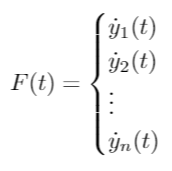 F(t) = { ẏ₁(t)
ẏ₂(t)
⋮
ẏₙ(t)